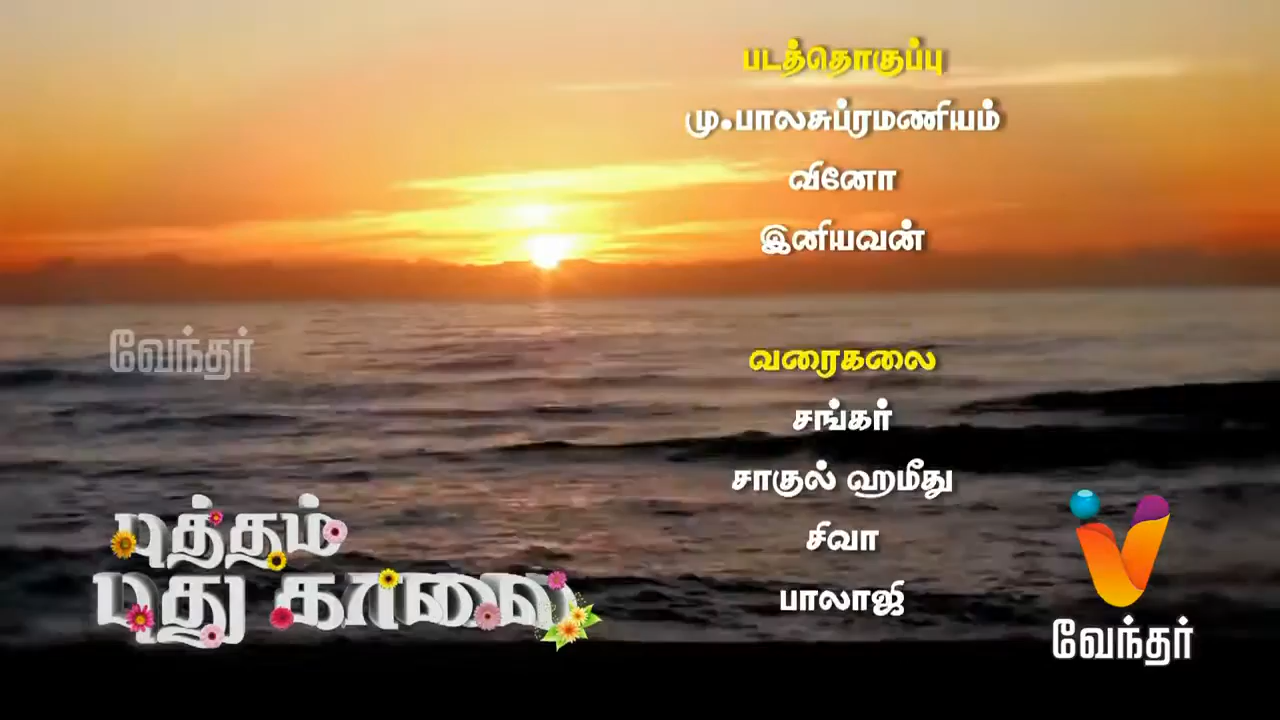 படத்தொகுப்பு
மு.பாலசுப்ரமணியம்
வினோ
இனியவன்
வேந்தர்
வரைகலை
சங்கர்
சாகுல் ஹமீது
சிவா
பாலாஜி
புத்தம்
புது காலை
வேந்தர்